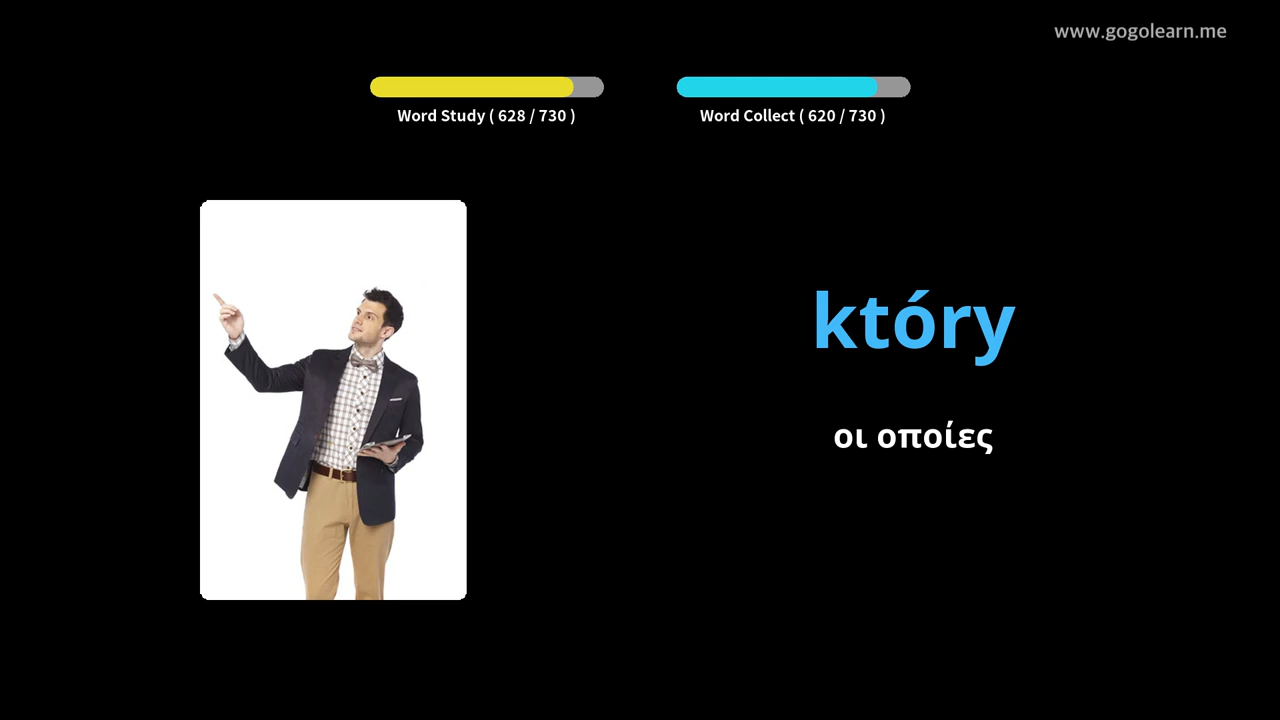 www.gogolearn.me
Word Study ( 628 / 730 )
Word Collect ( 620 / 730 )
który
οι οποίες